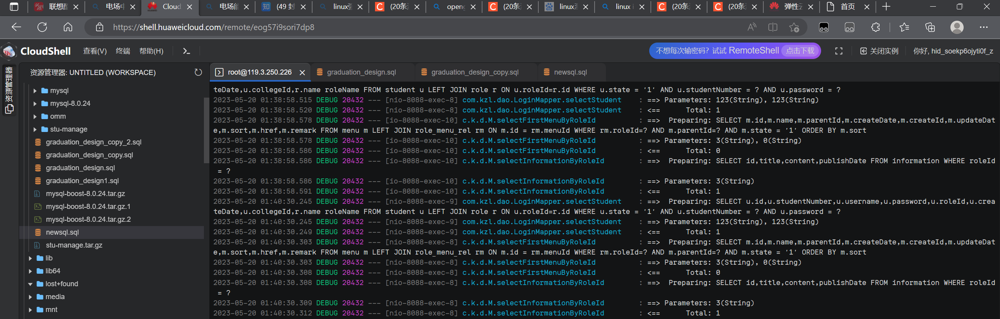 联想配
电场中
Cloud
电场能
(49 封
linux强
(20条消
openg
(20条消
linux系
linux i
(20条消
(20条消
弹性云
首页
https://shell.huaweicloud.com/remote/eog57i9sori7dp8
CloudShell 查看(V) 终端 帮助(H)
不想每次输密码? 试试 RemoteShell 点击下载
关闭实例
你好, hid_soekp6ojyti0f_z
资源管理器
资源管理器: UNTITLED (WORKSPACE)
mysql
mysql-8.0.24
omm
stu-manage
graduation_design_copy_2.sql
graduation_design_copy.sql
graduation_design.sql
graduation_design1.sql
mysql-boost-8.0.24.tar.gz
mysql-boost-8.0.24.tar.gz.1
mysql-boost-8.0.24.tar.gz.2
newsql.sql
stu-manage.tar.gz
lib
lib64
lost+found
media
mnt
root@119.3.250.226
graduation_design.sql
graduation_design_copy.sql
newsql.sql
teDate,u.collegeId,r.name roleName FROM student u LEFT JOIN role r ON u.roleId=r.id WHERE u.state = '1' AND u.studentNumber = ? AND u.password = ?
2023-05-20 01:38:58.515 DEBUG 20432 --- [nio-8088-exec-8] com.kzl.dao.LoginMapper.selectStudent : ==> Parameters: 123(String), 123(String)
2023-05-20 01:38:58.520 DEBUG 20432 --- [nio-8088-exec-8] com.kzl.dao.LoginMapper.selectStudent : <== Total: 1
2023-05-20 01:38:58.578 DEBUG 20432 --- [io-8088-exec-10] c.k.d.M.selectFirstMenuByRoleId : ==> Preparing: SELECT m.id,m.name,m.parentId,m.createDate,m.createId,m.updateDat
e,m.sort,m.href,m.remark FROM menu m LEFT JOIN role_menu_rel rm ON m.id = rm.menuId WHERE rm.roleId=? AND m.parentId=? AND m.state = '1' ORDER BY m.sort
2023-05-20 01:38:58.578 DEBUG 20432 --- [io-8088-exec-10] c.k.d.M.selectFirstMenuByRoleId : ==> Parameters: 3(String), 0(String)
2023-05-20 01:38:58.586 DEBUG 20432 --- [io-8088-exec-10] c.k.d.M.selectFirstMenuByRoleId : <== Total: 0
2023-05-20 01:38:58.586 DEBUG 20432 --- [io-8088-exec-10] c.k.d.M.selectInformationByRoleId : ==> Preparing: SELECT id,title,content,publishDate FROM information WHERE roleId
= ?
2023-05-20 01:38:58.586 DEBUG 20432 --- [io-8088-exec-10] c.k.d.M.selectInformationByRoleId : ==> Parameters: 3(String)
2023-05-20 01:38:58.591 DEBUG 20432 --- [io-8088-exec-10] c.k.d.M.selectInformationByRoleId : <== Total: 1
2023-05-20 01:40:30.245 DEBUG 20432 --- [nio-8088-exec-9] com.kzl.dao.LoginMapper.selectStudent : ==> Preparing: SELECT u.id,u.studentNumber,u.username,u.password,u.roleId,u.crea
teDate,u.collegeId,r.name roleName FROM student u LEFT JOIN role r ON u.roleId=r.id WHERE u.state = '1' AND u.studentNumber = ? AND u.password = ?
2023-05-20 01:40:30.245 DEBUG 20432 --- [nio-8088-exec-9] com.kzl.dao.LoginMapper.selectStudent : ==> Parameters: 123(String), 123(String)
2023-05-20 01:40:30.249 DEBUG 20432 --- [nio-8088-exec-9] com.kzl.dao.LoginMapper.selectStudent : <== Total: 1
2023-05-20 01:40:30.303 DEBUG 20432 --- [nio-8088-exec-8] c.k.d.M.selectFirstMenuByRoleId : ==> Preparing: SELECT m.id,m.name,m.parentId,m.createDate,m.createId,m.updateDat
e,m.sort,m.href,m.remark FROM menu m LEFT JOIN role_menu_rel rm ON m.id = rm.menuId WHERE rm.roleId=? AND m.parentId=? AND m.state = '1' ORDER BY m.sort
2023-05-20 01:40:30.303 DEBUG 20432 --- [nio-8088-exec-8] c.k.d.M.selectFirstMenuByRoleId : ==> Parameters: 3(String), 0(String)
2023-05-20 01:40:30.308 DEBUG 20432 --- [nio-8088-exec-8] c.k.d.M.selectFirstMenuByRoleId : <== Total: 0
2023-05-20 01:40:30.308 DEBUG 20432 --- [nio-8088-exec-8] c.k.d.M.selectInformationByRoleId : ==> Preparing: SELECT id,title,content,publishDate FROM information WHERE roleId
= ?
2023-05-20 01:40:30.309 DEBUG 20432 --- [nio-8088-exec-8] c.k.d.M.selectInformationByRoleId : ==> Parameters: 3(String)
2023-05-20 01:40:30.312 DEBUG 20432 --- [nio-8088-exec-8] c.k.d.M.selectInformationByRoleId : <== Total: 1